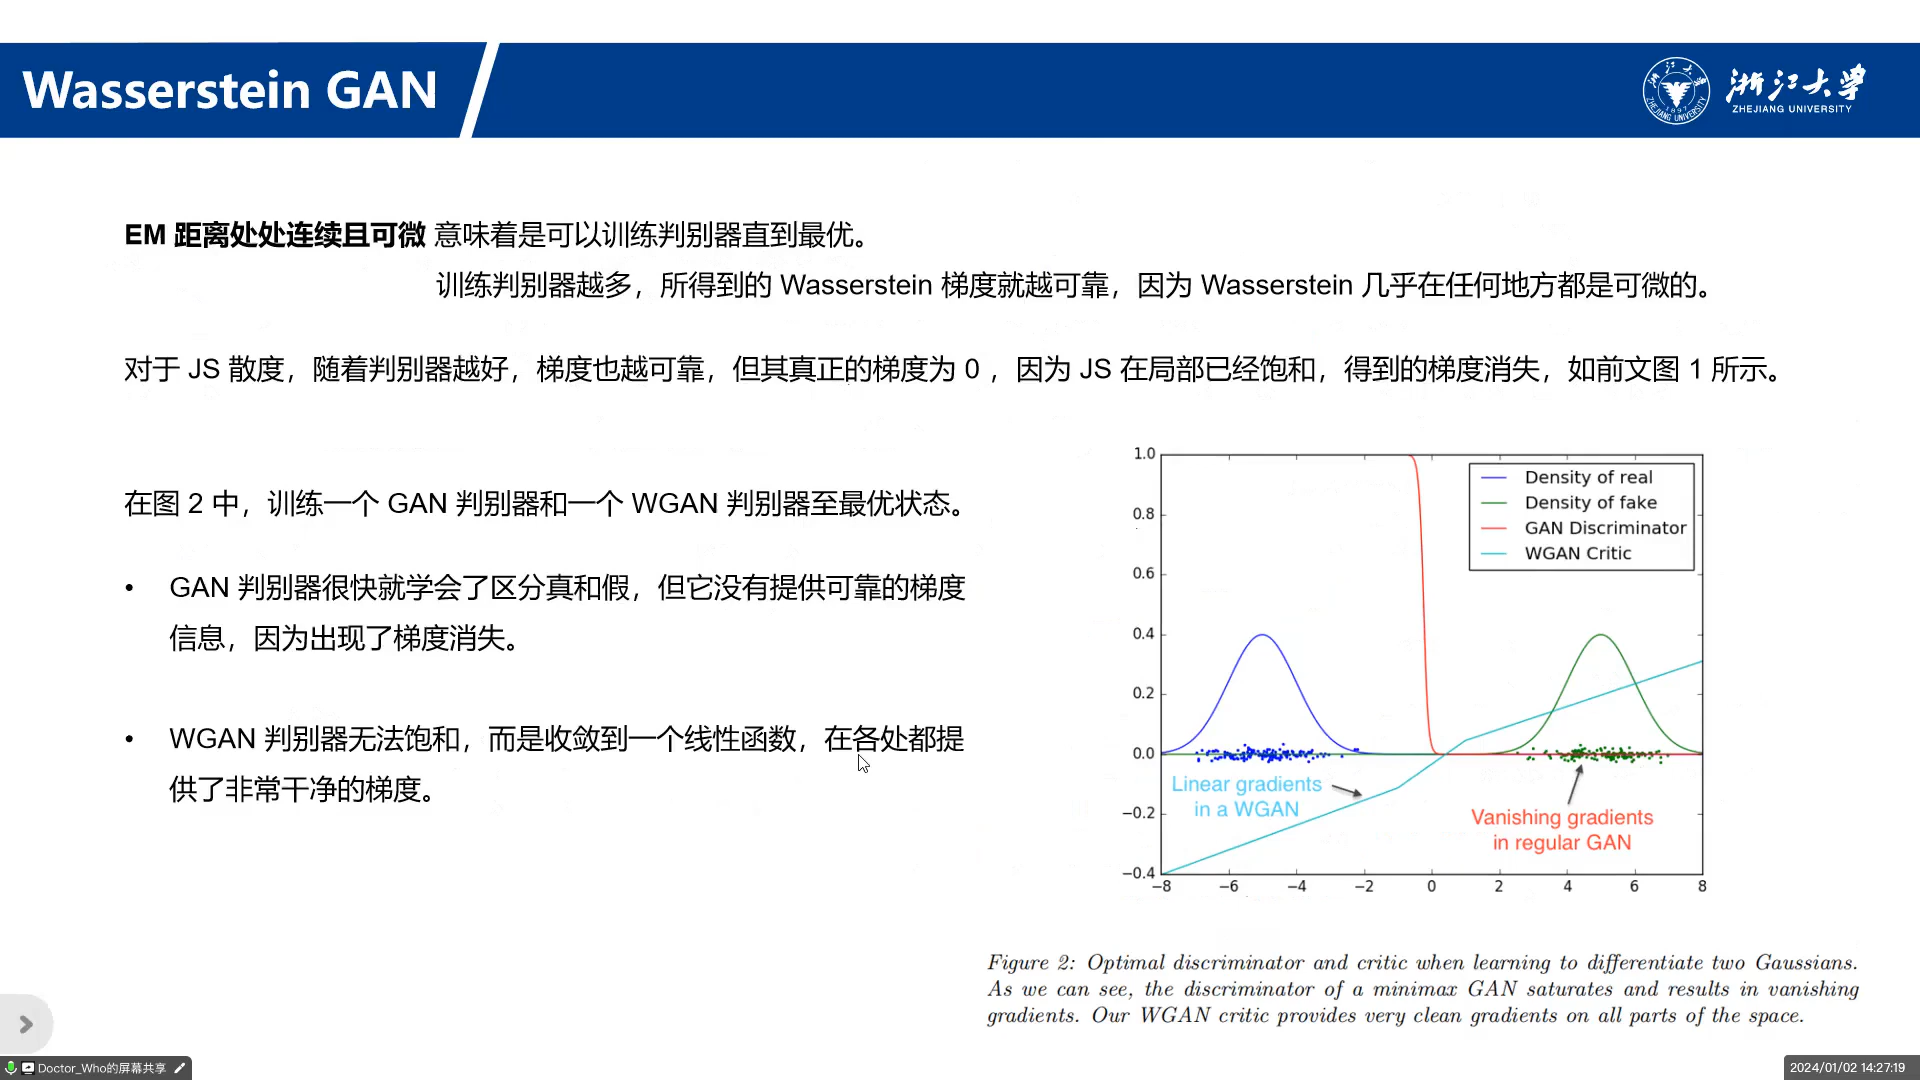 Wasserstein GAN
浙江大学
ZHEJIANG UNIVERSITY
EM 距离处处连续且可微 意味着是可以训练判别器直到最优。
训练判别器越多，所得到的 Wasserstein 梯度就越可靠，因为 Wasserstein 几乎在任何地方都是可微的。
对于 JS 散度，随着判别器越好，梯度也越可靠，但其真正的梯度为 0 ，因为 JS 在局部已经饱和，得到的梯度消失，如前文图 1 所示。
在图 2 中，训练一个 GAN 判别器和一个 WGAN 判别器至最优状态。
• GAN 判别器很快就学会了区分真和假，但它没有提供可靠的梯度
信息，因为出现了梯度消失。
• WGAN 判别器无法饱和，而是收敛到一个线性函数，在各处都提
供了非常干净的梯度。
1.0
0.8
0.6
0.4
0.2
0.0
−0.2
−0.4
−8 −6 −4 −2 0 2 4 6 8
Density of real
Density of fake
GAN Discriminator
WGAN Critic
Linear gradients
in a WGAN
Vanishing gradients
in regular GAN
Figure 2: Optimal discriminator and critic when learning to differentiate two Gaussians.
As we can see, the discriminator of a minimax GAN saturates and results in vanishing
gradients. Our WGAN critic provides very clean gradients on all parts of the space.
Doctor_Who的屏幕共享
2024/01/02 14:27:19